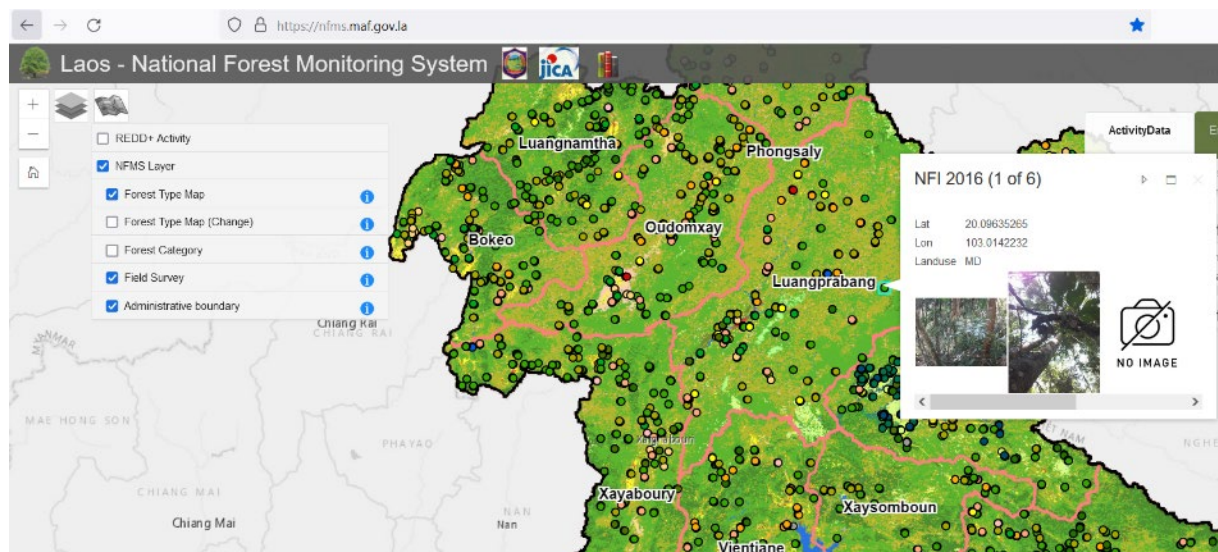 https://nfms.maf.gov.la
Laos - National Forest Monitoring System
JICA
REDD+ Activity
NFMS Layer
Forest Type Map
Forest Type Map (Change)
Forest Category
Field Survey
Administrative boundary
ActivityData
NFI 2016 (1 of 6)
Lat 20.09635265
Lon 103.0142232
Landuse MD
NO IMAGE
Luangnamtha
Phongsaly
Bokeo
Oudomxay
Luangprabang
Chiang Rai
CHIANG RAI
MYANMAR
MAE HONG SON
PHAYAO
CHIANG MAI
Chiang Mai
NAN
Nan
Xayaboury
Xaysomboun
Vientiane
VIỆT NAM